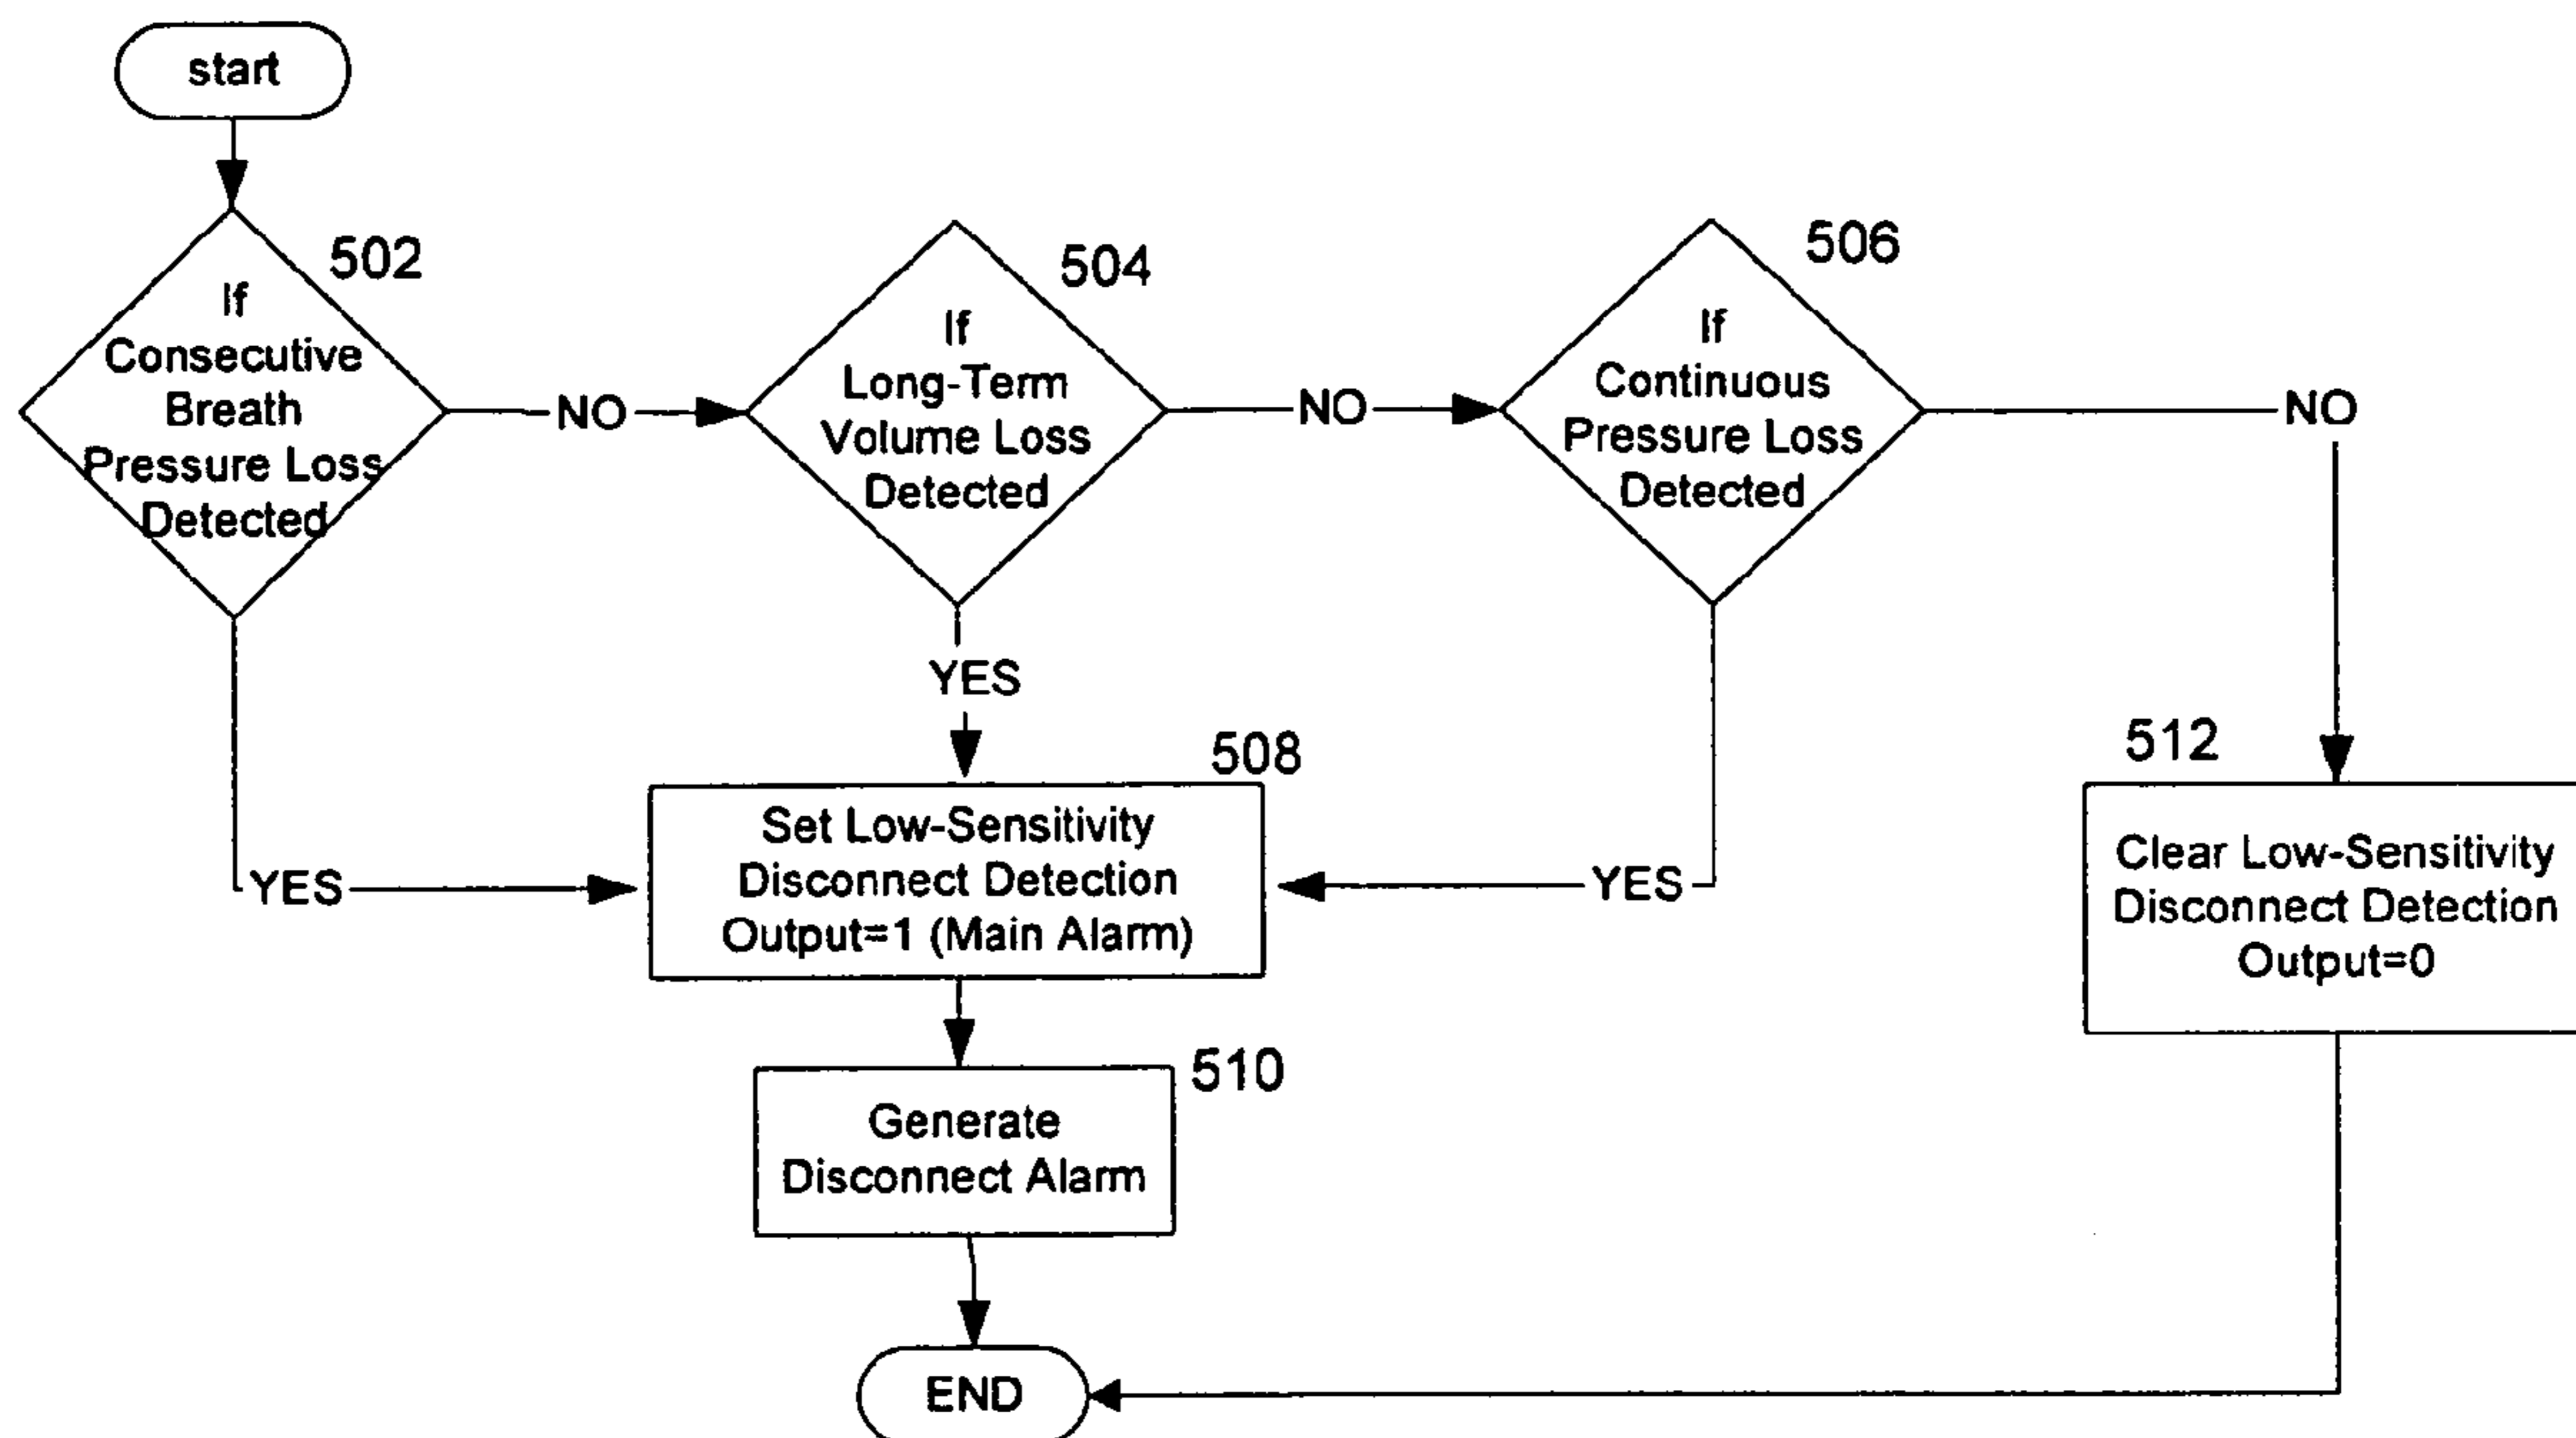 start
502
If
Consecutive
Breath
Pressure Loss
Detected
NO
504
If
Long-Term
Volume Loss
Detected
NO
506
If
Continuous
Pressure Loss
Detected
NO
YES
YES
YES
508
Set Low-Sensitivity
Disconnect Detection
Output=1 (Main Alarm)
512
Clear Low-Sensitivity
Disconnect Detection
Output=0
510
Generate
Disconnect Alarm
END